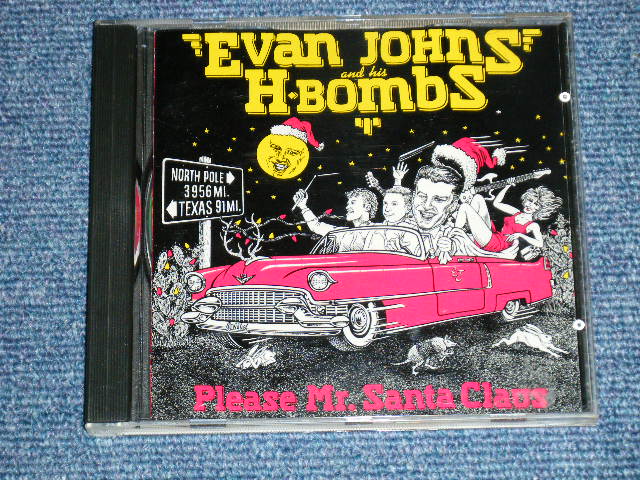 Evan Johns
and his
H·Bombs
NORTH POLE
3956 MI.
TEXAS 91 MI.
Please Mr. Santa Claus